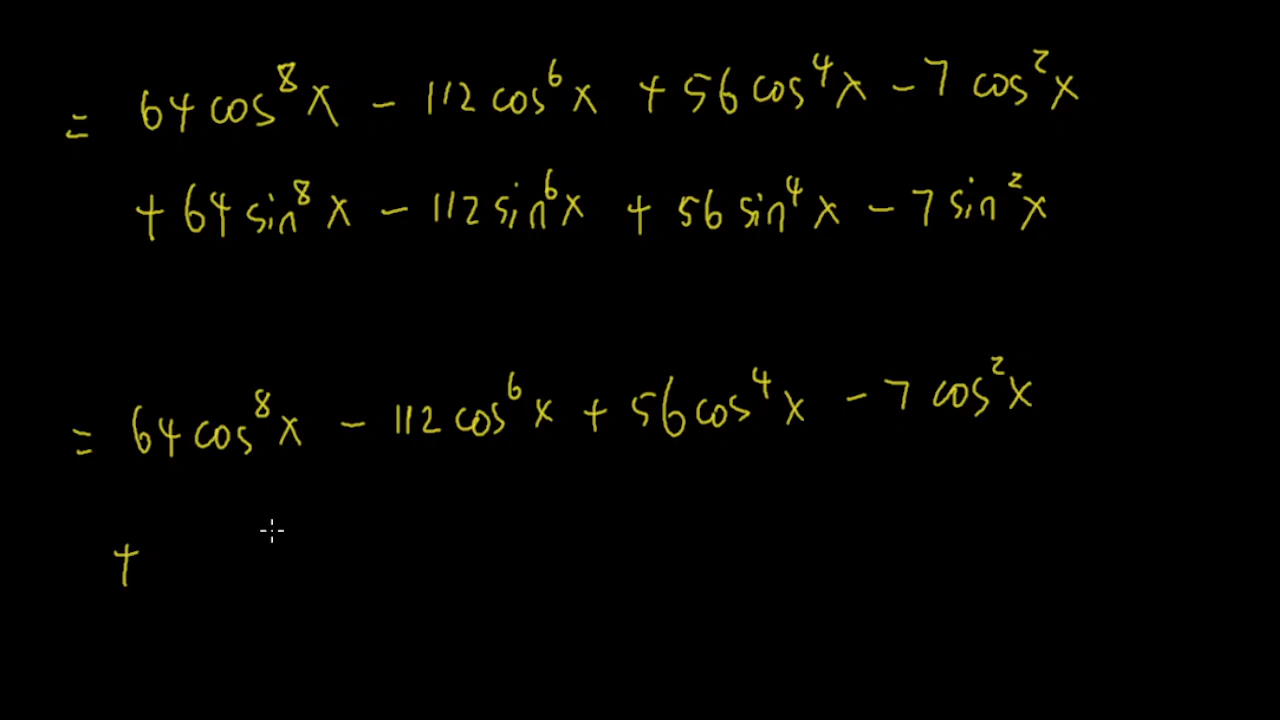 = 64 cos⁸x - 112 cos⁶x + 56 cos⁴x - 7 cos²x
+ 64 sin⁸x - 112 sin⁶x + 56 sin⁴x - 7 sin²x
= 64 cos⁸x - 112 cos⁶x + 56 cos⁴x - 7 cos²x
+